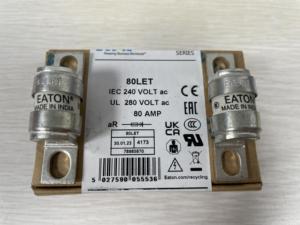 SERIES
80LET
IEC 240 VOLT ac
UL 280 VOLT ac
80 AMP
aR
UK
CA
80LET
30.01.23 4173
5 027590 055536
Eaton.com/recycling
EATON
MADE IN INDIA
EATON
MADE IN INDIA